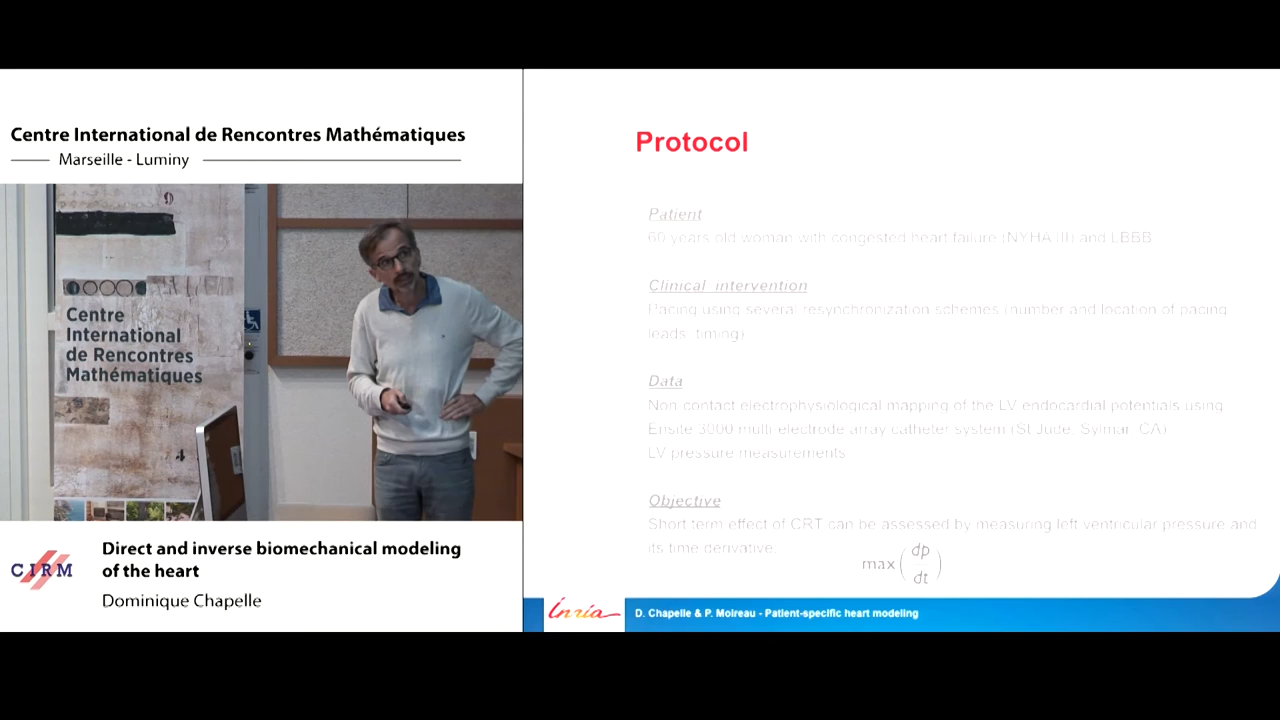 Centre International de Rencontres Mathématiques
Marseille - Luminy
Centre
International
de Rencontres
Mathématiques
CIRM
Direct and inverse biomechanical modeling
of the heart
Dominique Chapelle
Protocol
Patient
60 years old woman with congested heart failure (NYHA III) and LBBB
Clinical intervention
Pacing using several resynchronization schemes (number and location of pacing
leads, timing)
Data
Non-contact electrophysiological mapping of the LV endocardial potentials using
Ensite 3000 multi-electrode array catheter system (St Jude, Sylmar, CA)
LV pressure measurements
Objective
Short term effect of CRT can be assessed by measuring left ventricular pressure and
its time derivative.
max(dp/dt)
Inria
D. Chapelle & P. Moireau - Patient-specific heart modeling